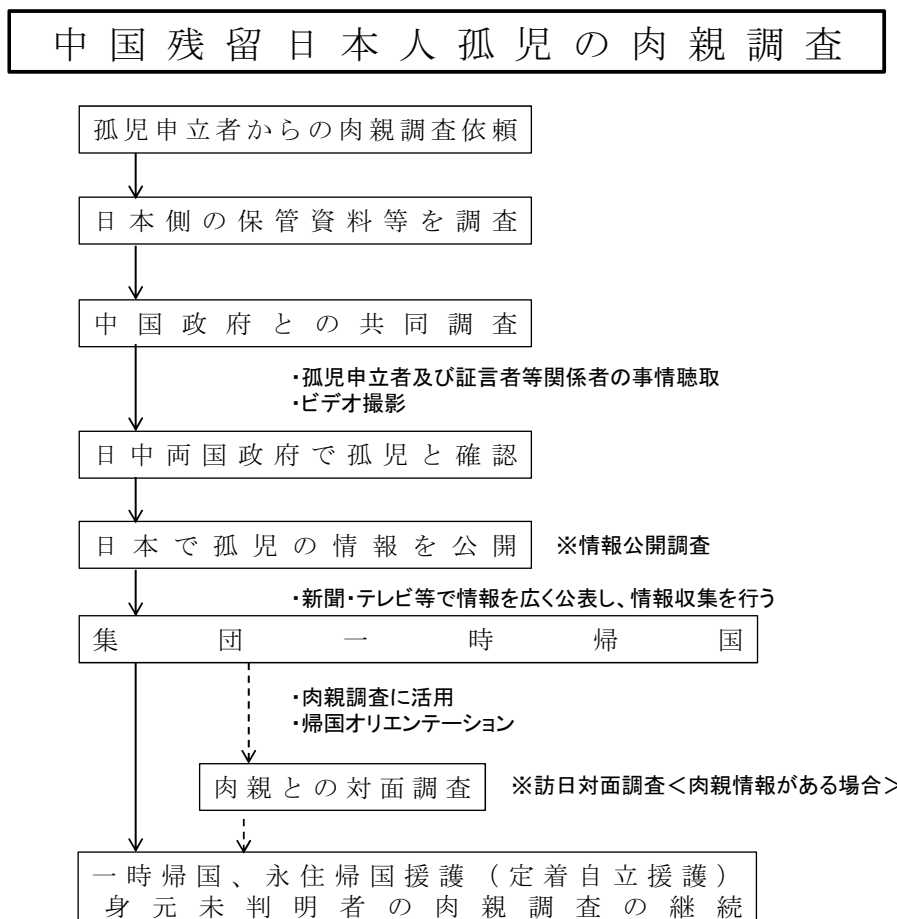 中国残留日本人孤児の肉親調査
孤児申立者からの肉親調査依頼
日本側の保管資料等を調査
中国政府との共同調査
・孤児申立者及び証言者等関係者の事情聴取
・ビデオ撮影
日中両国政府で孤児と確認
日本で孤児の情報を公開 ※情報公開調査
・新聞・テレビ等で情報を広く公表し、情報収集を行う
集団一時帰国
・肉親調査に活用
・帰国オリエンテーション
肉親との対面調査 ※訪日対面調査<肉親情報がある場合>
一時帰国、永住帰国援護(定着自立援護)
身元未判明者の肉親調査の継続